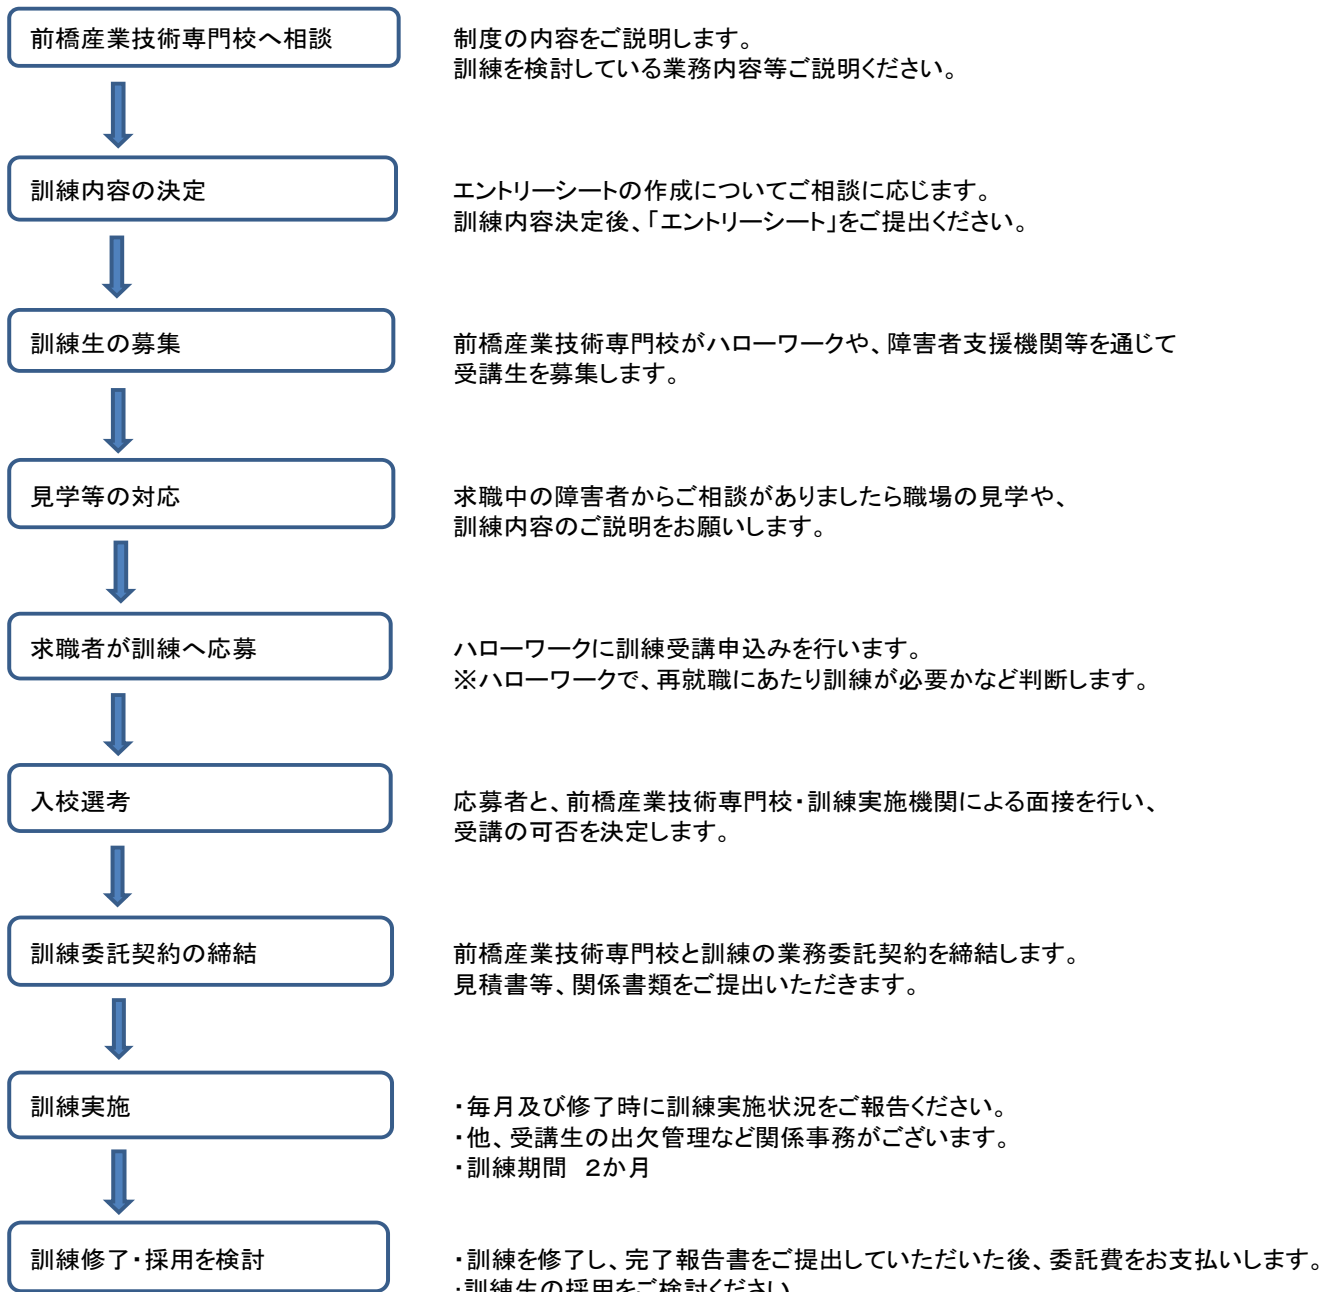 前橋産業技術専門校へ相談
制度の内容をご説明します。
訓練を検討している業務内容等ご説明ください。
訓練内容の決定
エントリーシートの作成についてご相談に応じます。
訓練内容決定後、「エントリーシート」をご提出ください。
訓練生の募集
前橋産業技術専門校がハローワークや、障害者支援機関等を通じて
受講生を募集します。
見学等の対応
求職中の障害者からご相談がありましたら職場の見学や、
訓練内容のご説明をお願いします。
求職者が訓練へ応募
ハローワークに訓練受講申込みを行います。
※ハローワークで、再就職にあたり訓練が必要かなど判断します。
入校選考
応募者と、前橋産業技術専門校・訓練実施機関による面接を行い、
受講の可否を決定します。
訓練委託契約の締結
前橋産業技術専門校と訓練の業務委託契約を締結します。
見積書等、関係書類をご提出いただきます。
訓練実施
・毎月及び修了時に訓練実施状況をご報告ください。
・他、受講生の出欠管理など関係事務がございます。
・訓練期間　２か月
訓練修了・採用を検討
・訓練を修了し、完了報告書をご提出していただいた後、委託費をお支払いします。
・訓練生の採用をご検討ください